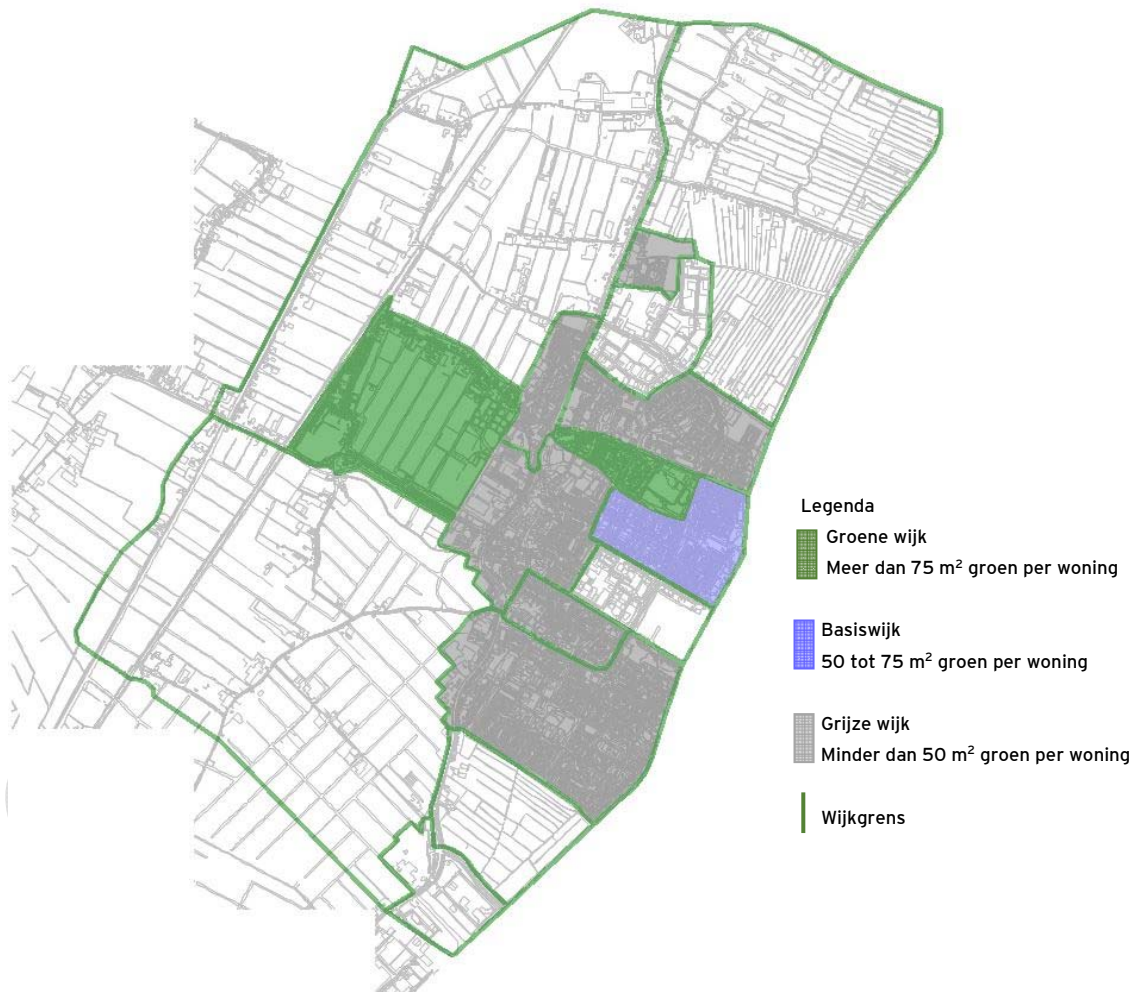 Legenda
Groene wijk
Meer dan 75 m² groen per woning
Basiswijk
50 tot 75 m² groen per woning
Grijze wijk
Minder dan 50 m² groen per woning
Wijkgrens